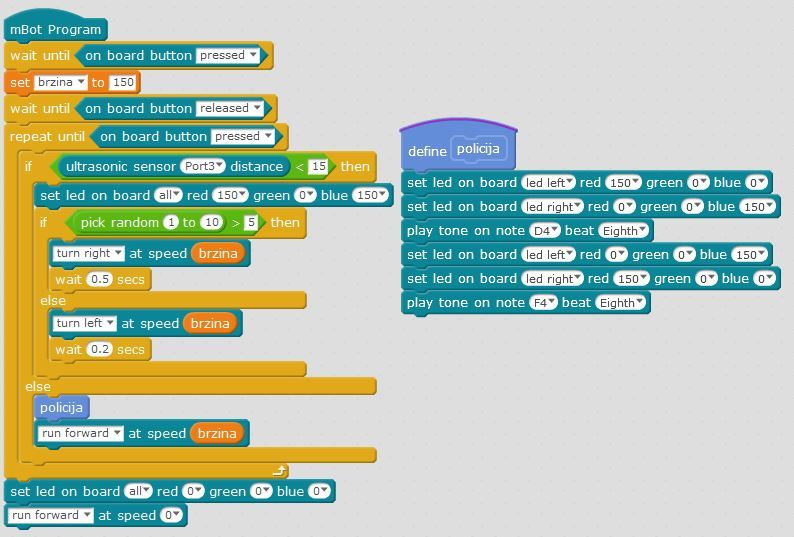 mBot Program
wait until on board button pressed
set brzina to 150
wait until on board button released
repeat until on board button pressed
if ultrasonic sensor Port3 distance < 15 then
set led on board all red 150 green 0 blue 150
if pick random 1 to 10 > 5 then
turn right at speed brzina
wait 0.5 secs
else
turn left at speed brzina
wait 0.2 secs
else
policija
run forward at speed brzina
set led on board all red 0 green 0 blue 0
run forward at speed 0
define policija
set led on board led left red 150 green 0 blue 0
set led on board led right red 0 green 0 blue 150
play tone on note D4 beat Eighth
set led on board led left red 0 green 0 blue 150
set led on board led right red 150 green 0 blue 0
play tone on note F4 beat Eighth